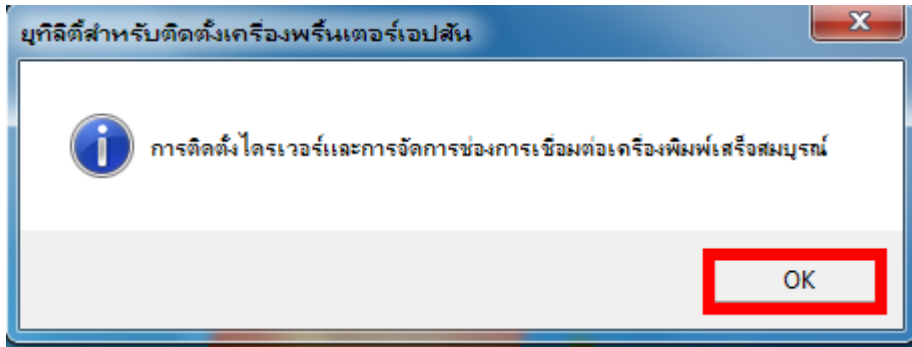 ยูทิลิตี้สำหรับติดตั้งเครื่องพริ้นเตอร์เอปสัน
การติดตั้งไดรเวอร์และการจัดการช่องการเชื่อมต่อเครื่องพิมพ์เสร็จสมบูรณ์
OK